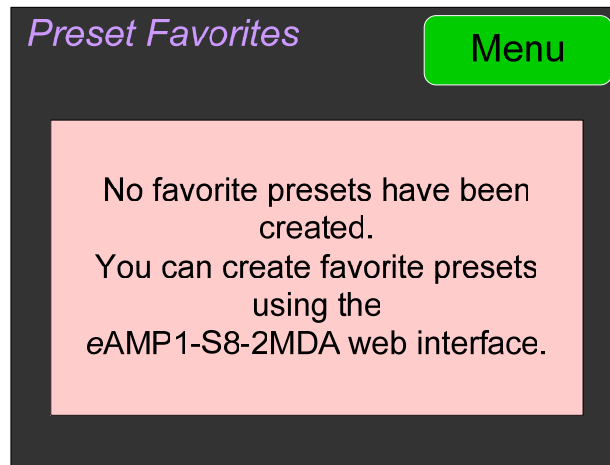 Preset Favorites
Menu
No favorite presets have been
created.
You can create favorite presets
using the
eAMP1-S8-2MDA web interface.